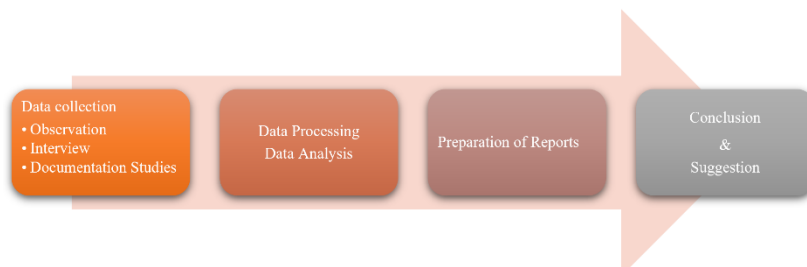 Data collection
• Observation
• Interview
• Documentation Studies
Data Processing
Data Analysis
Preparation of Reports
Conclusion
&
Suggestion